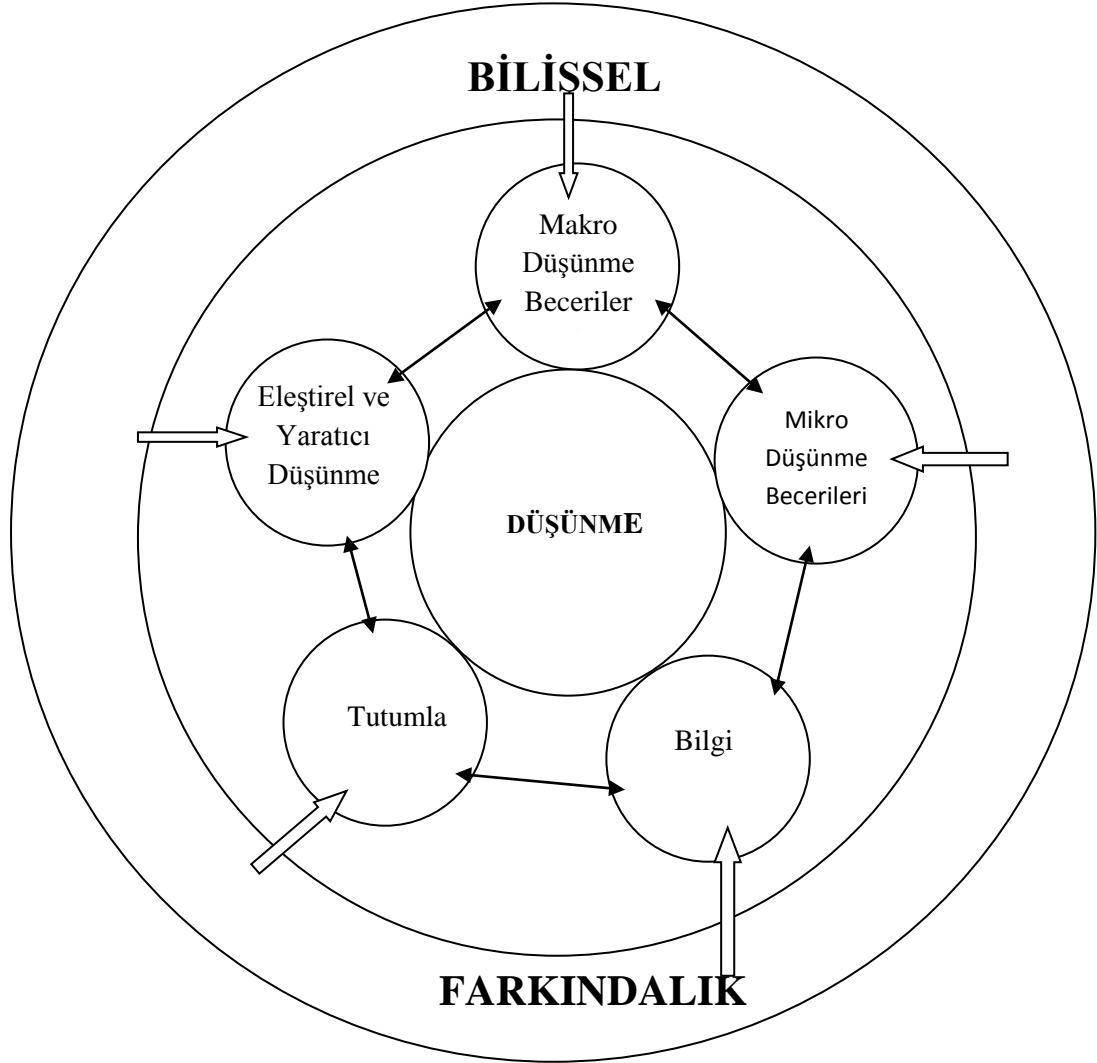 BİLİSSEL
Makro
Düşünme
Beceriler
Eleştirel ve
Yaratıcı
Düşünme
Mikro
Düşünme
Becerileri
DÜŞÜNME
Tutumla
Bilgi
FARKINDALIK